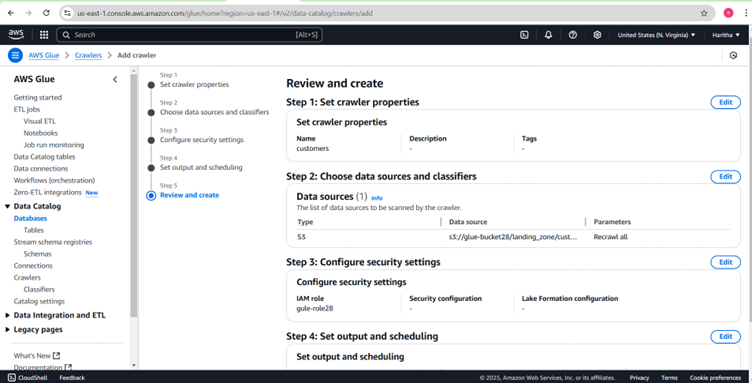 us-east-1.console.aws.amazon.com/glue/home?region=us-east-1#/v2/data-catalog/crawlers/add
aws
Search
[Alt+S]
United States (N. Virginia)
Haritha
AWS Glue
Crawlers
Add crawler
AWS Glue
Getting started
ETL jobs
Visual ETL
Notebooks
Job run monitoring
Data Catalog tables
Data connections
Workflows (orchestration)
Zero-ETL integrations New
Data Catalog
Databases
Tables
Stream schema registries
Schemas
Connections
Crawlers
Classifiers
Catalog settings
Data Integration and ETL
Legacy pages
What's New
Documentation
Step 1
Set crawler properties
Step 2
Choose data sources and classifiers
Step 3
Configure security settings
Step 4
Set output and scheduling
Step 5
Review and create
Review and create
Step 1: Set crawler properties
Edit
Set crawler properties
Name
customers
Description
-
Tags
-
Step 2: Choose data sources and classifiers
Edit
Data sources (1) Info
The list of data sources to be scanned by the crawler.
Type
Data source
Parameters
S3
s3://glue-bucket28/landing_zone/cust...
Recrawl all
Step 3: Configure security settings
Edit
Configure security settings
IAM role
gule-role28
Security configuration
-
Lake Formation configuration
-
Step 4: Set output and scheduling
Edit
Set output and scheduling
CloudShell
Feedback
© 2025, Amazon Web Services, Inc. or its affiliates.
Privacy
Terms
Cookie preferences